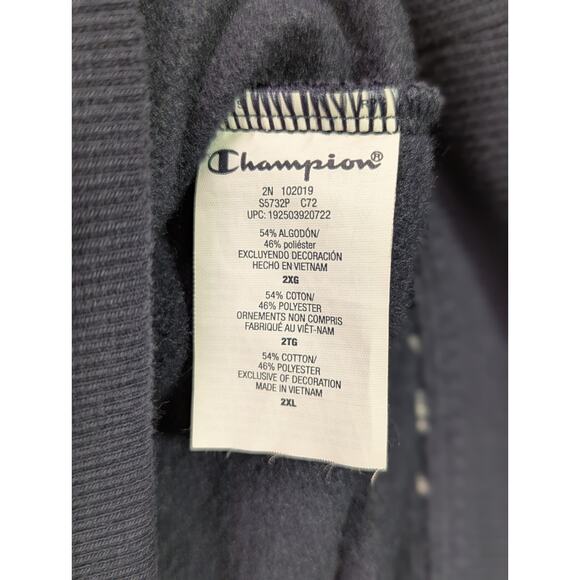 Champion®
2N 102019
S5732P C72
UPC: 192503920722
54% ALGODÓN/
46% poliéster
EXCLUYENDO DECORACIÓN
HECHO EN VIETNAM
2XG
54% COTON/
46% POLYESTER
ORNEMENTS NON COMPRIS
FABRIQUÉ AU VIÊT-NAM
2TG
54% COTTON/
46% POLYESTER
EXCLUSIVE OF DECORATION
MADE IN VIETNAM
2XL